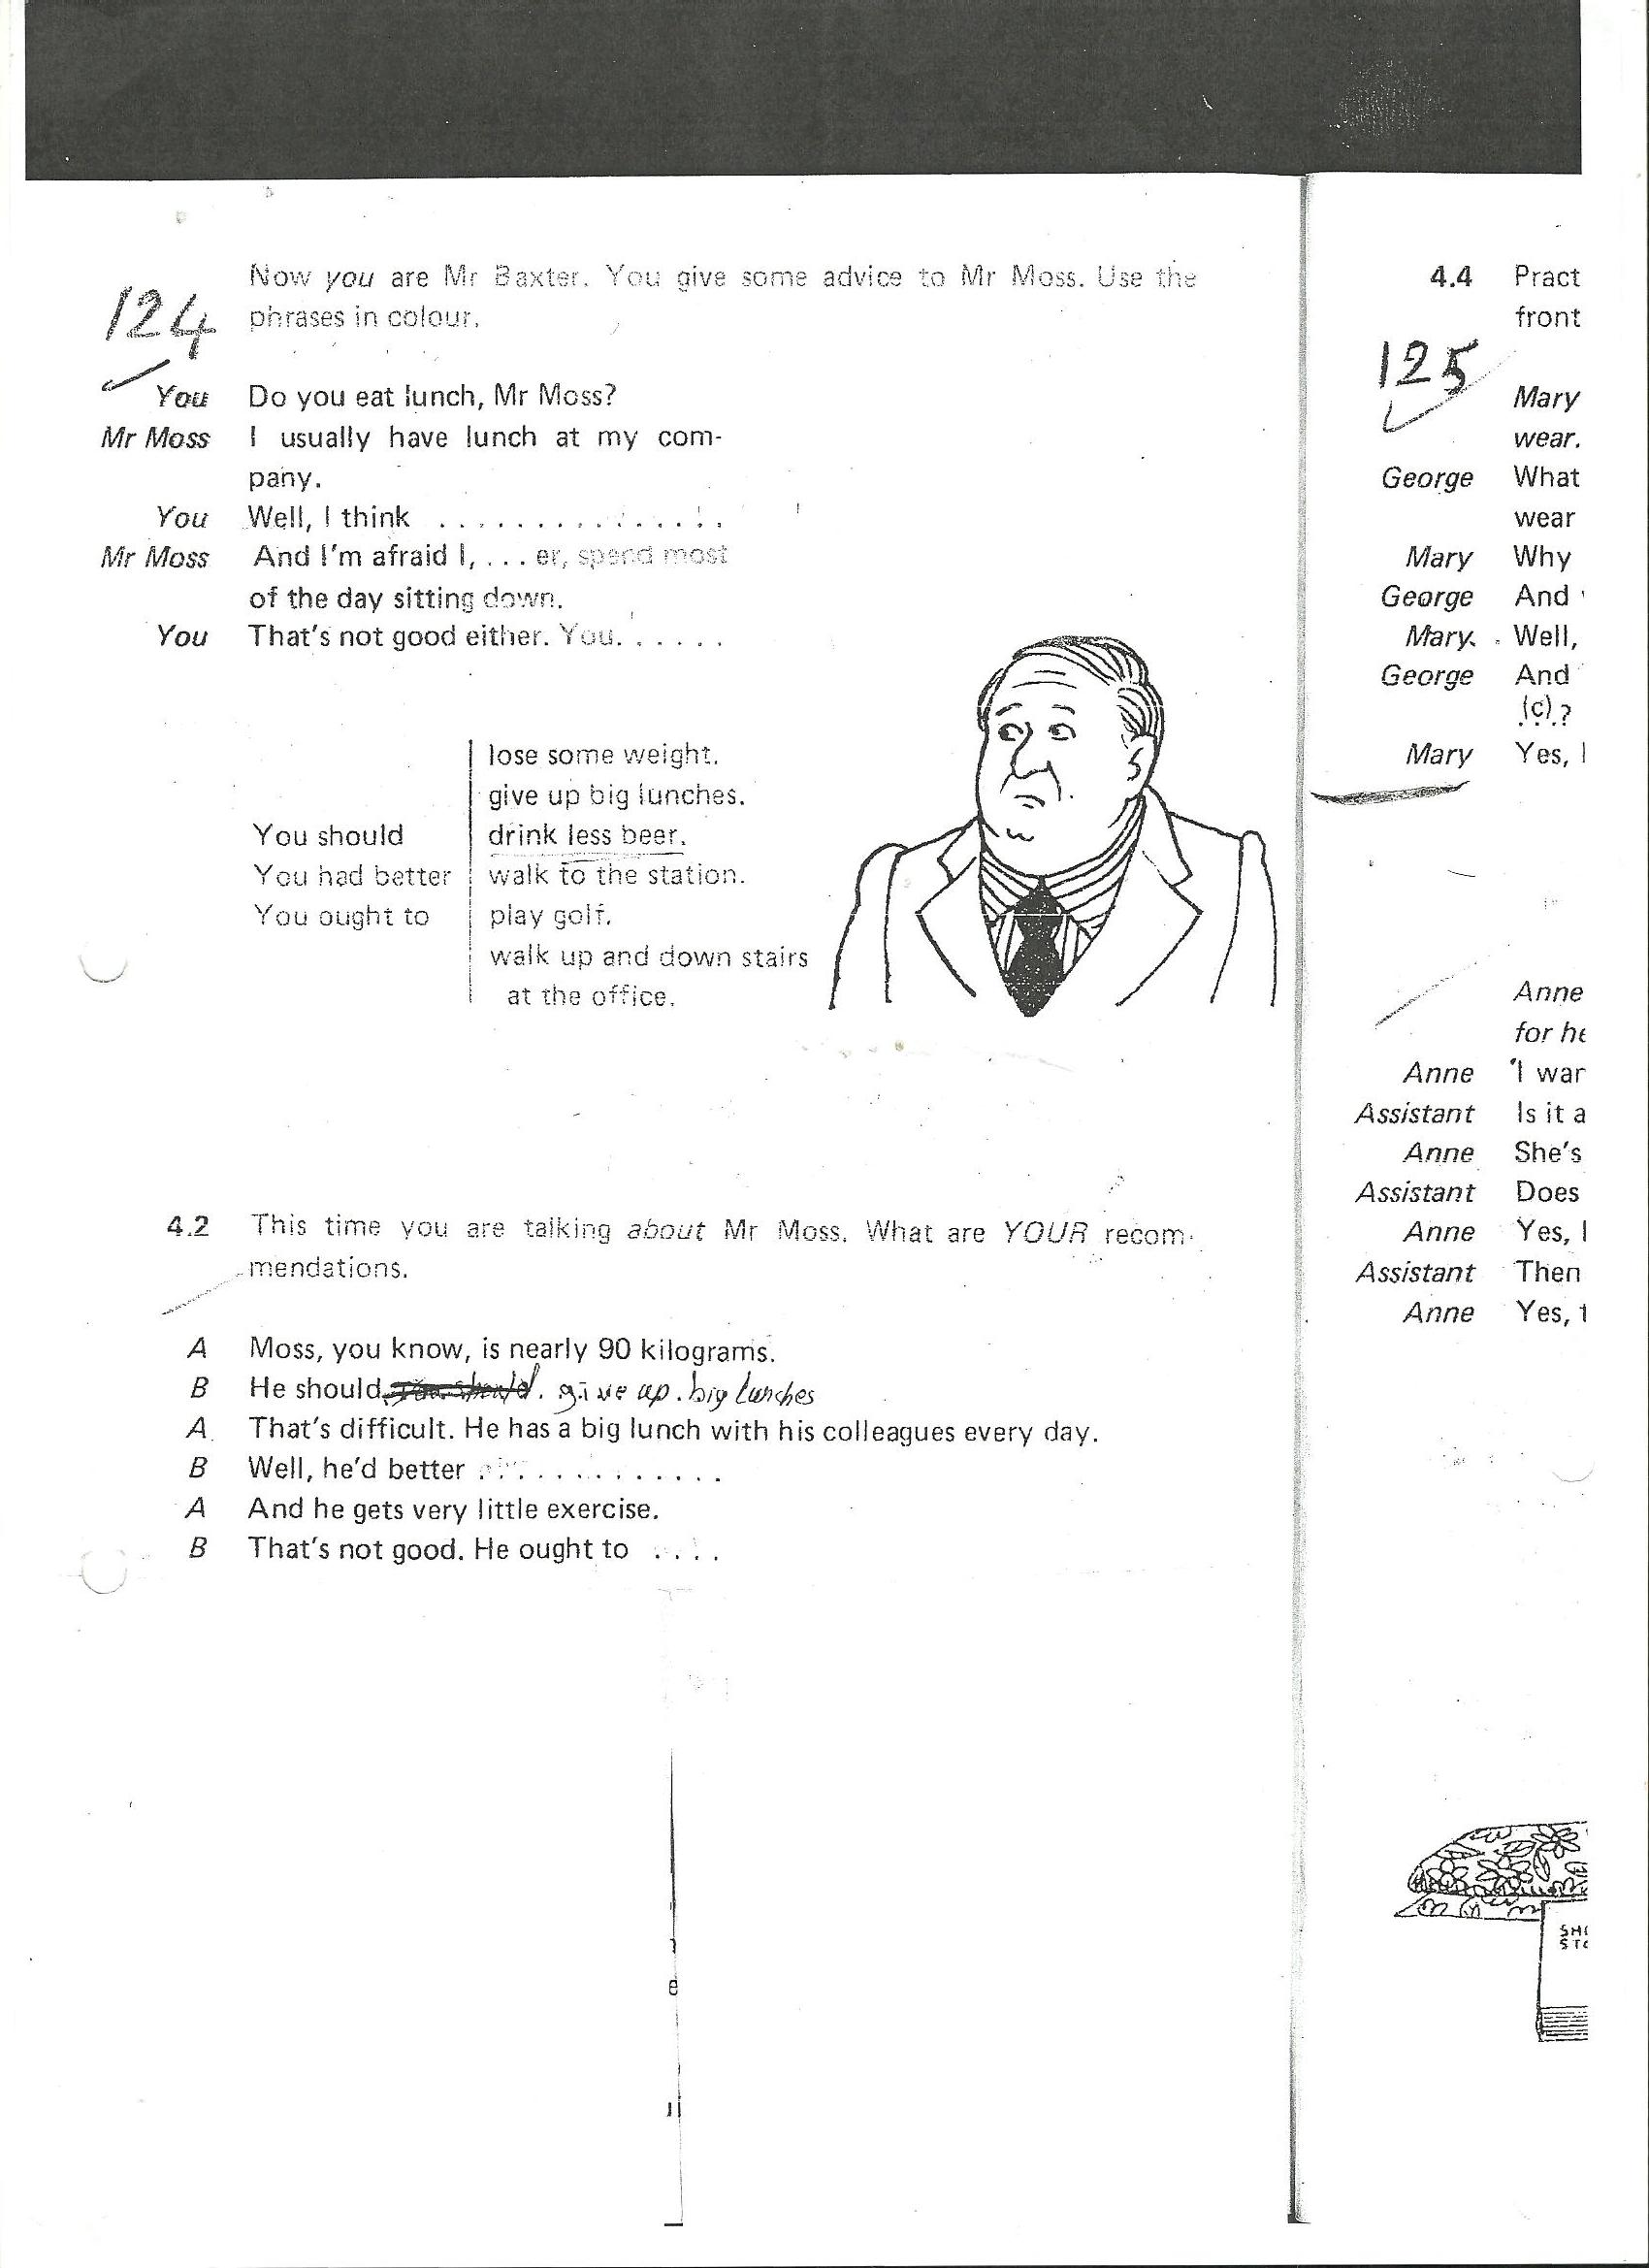 Now you are Mr Baxter. You give some advice to Mr Moss. Use the
124 phrases in colour.
You Do you eat lunch, Mr Moss?
Mr Moss I usually have lunch at my com-
pany.
You Well, I think . . . . . . . . . . . . . . .
Mr Moss And I'm afraid I, . . . er, spend most
of the day sitting down.
You That's not good either. You. . . . . .
lose some weight.
give up big lunches.
You should drink less beer.
You had better walk to the station.
You ought to play golf.
walk up and down stairs
at the office.
4.2 This time you are talking about Mr Moss. What are YOUR recom-
mendations.
A Moss, you know, is nearly 90 kilograms.
B He should give up big lunches
A That's difficult. He has a big lunch with his colleagues every day.
B Well, he'd better . . . . . . . . . . . . .
A And he gets very little exercise.
B That's not good. He ought to . . . .
4.4 Pract
front
125
Mary
wear.
George What
wear
Mary Why
George And
Mary Well,
George And
(c)?
Mary Yes, I
Anne
for he
Anne 'I war
Assistant Is it a
Anne She's
Assistant Does
Anne Yes, I
Assistant Then
Anne Yes, t